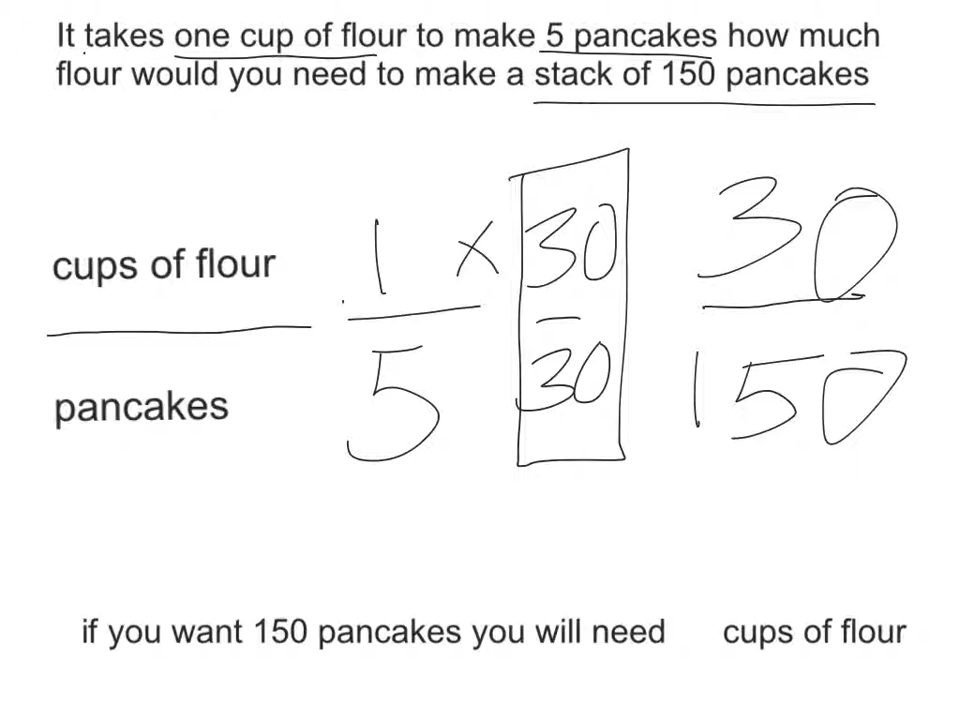 It takes one cup of flour to make 5 pancakes how much
flour would you need to make a stack of 150 pancakes
cups of flour
pancakes
1 × 30 30
5 30 150
if you want 150 pancakes you will need cups of flour